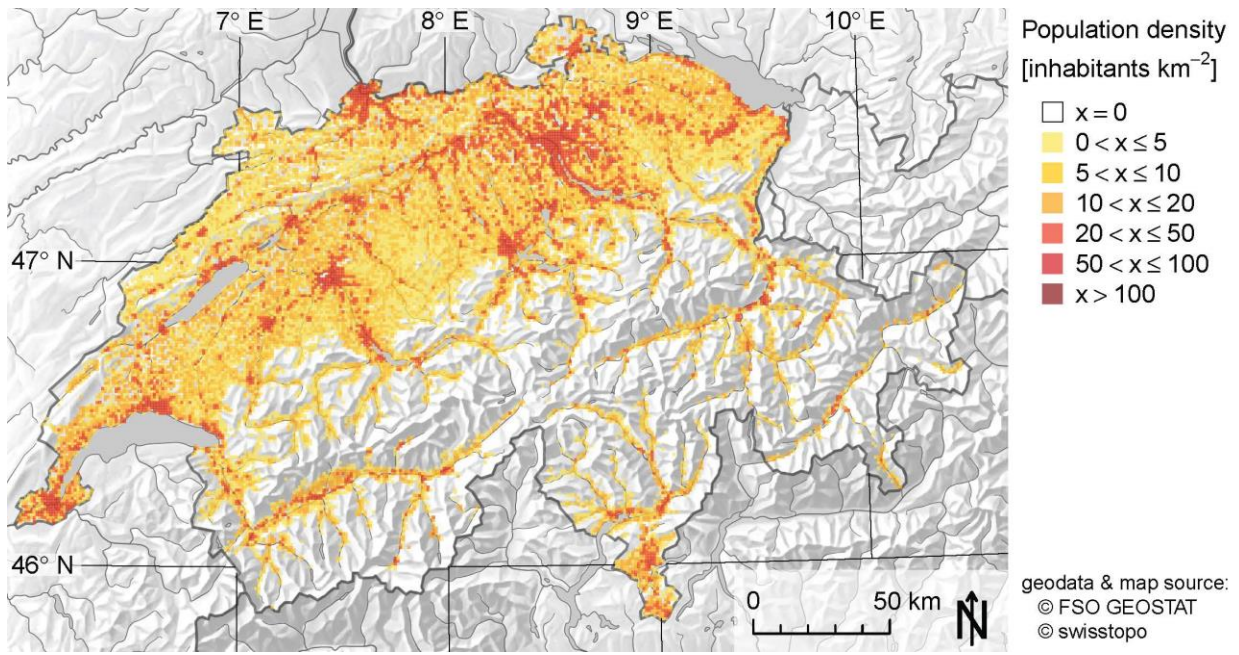 7° E
8° E
9° E
10° E
47° N
46° N
0
50 km
N
Population density
[inhabitants km⁻²]
x = 0
0 < x ≤ 5
5 < x ≤ 10
10 < x ≤ 20
20 < x ≤ 50
50 < x ≤ 100
x > 100
geodata & map source:
© FSO GEOSTAT
© swisstopo